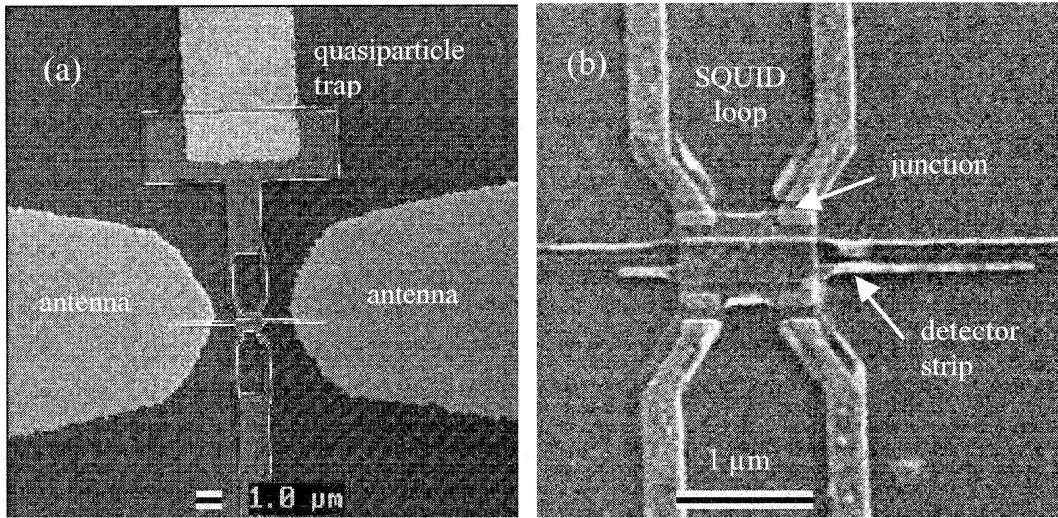 (a)
quasiparticle
trap
antenna
antenna
1.0 µm
(b)
SQUID
loop
junction
detector
strip
1 µm